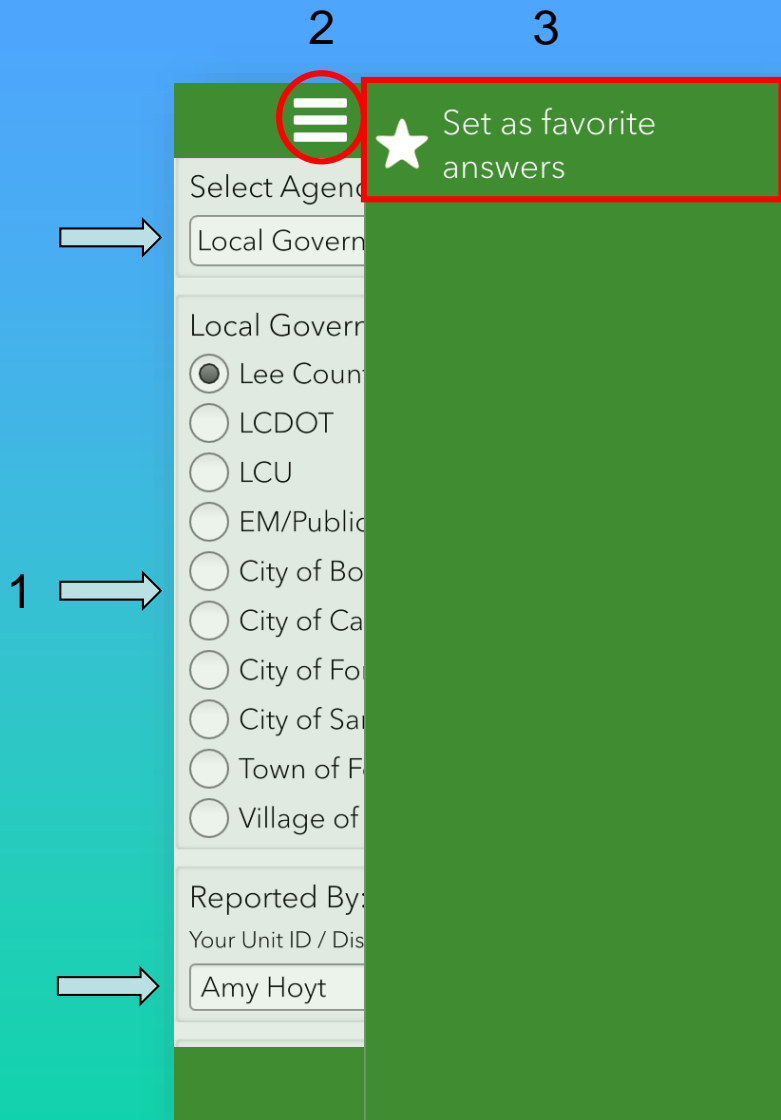 2
3
Set as favorite
answers
Select Agenc
Local Govern
Local Govern
Lee Coun
LCDOT
LCU
EM/Public
City of Bo
1
City of Ca
City of For
City of Sa
Town of F
Village of
Reported By:
Your Unit ID / Dis
Amy Hoyt